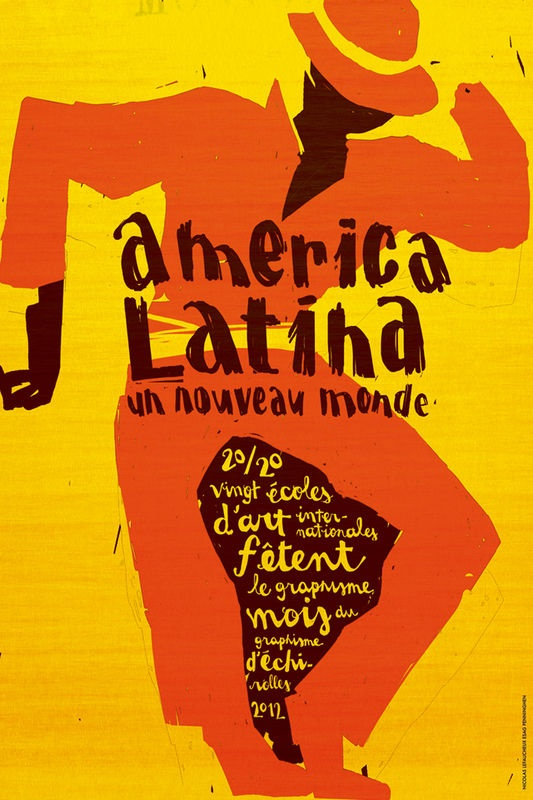 america
Latina
un nouveau monde
20/20
vingt écoles
d'art inter-
nationales
fêtent
le graphisme
mois du
graphisme
d'échi-
rolles
2012
NICOLAS LEFAUCHEUX ESAG PENNINGHEN